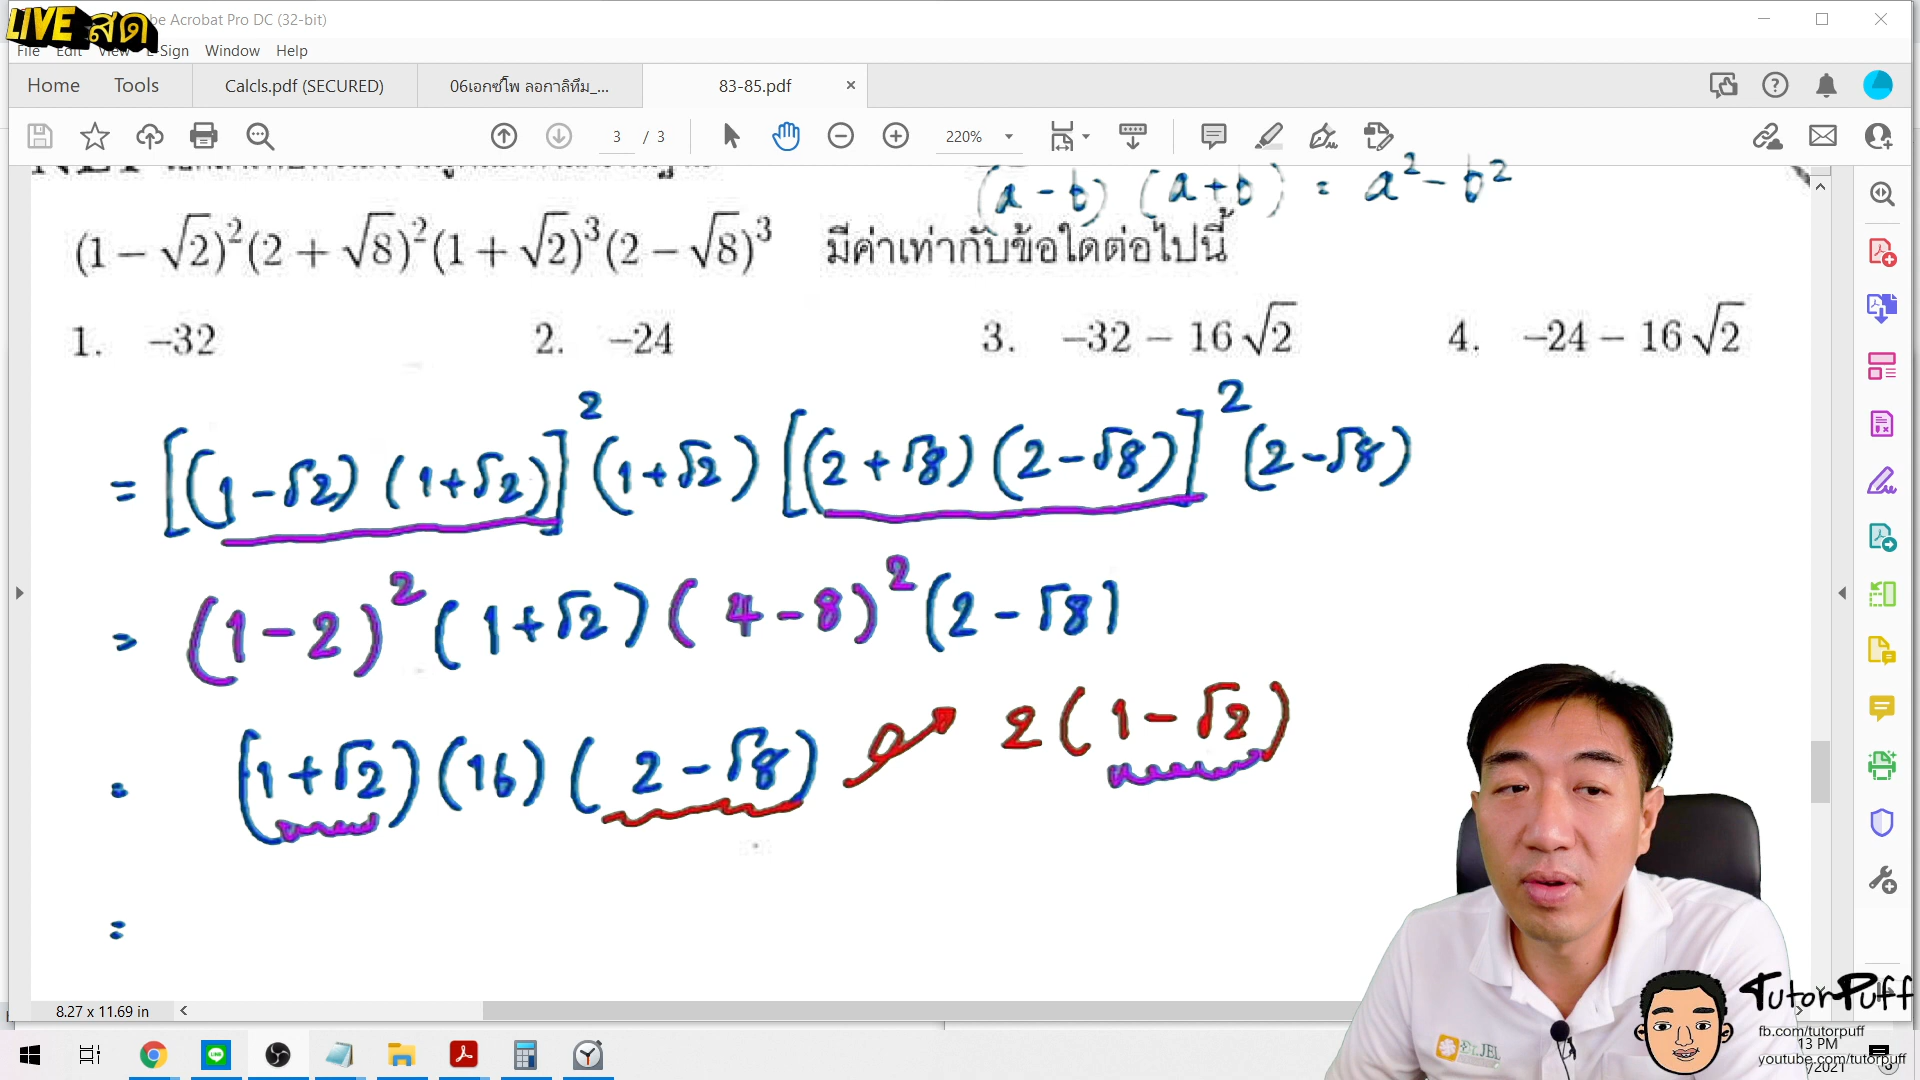 LIVE สด
be Acrobat Pro DC (32-bit)
File Edit View E-Sign Window Help
Home Tools Calcls.pdf (SECURED) 06เอกซ์โพ ลอการิทึม_... 83-85.pdf
3 / 3 220%
(a - b) (a + b) = a² - b²
(1 − √2)²(2 + √8)²(1 + √2)³(2 − √8)³ มีค่าเท่ากับข้อใดต่อไปนี้
1. −32 2. −24 3. −32 − 16√2 4. −24 − 16√2
= [(1-√2) (1+√2)]² (1+√2) [(2+√8) (2-√8)]² (2-√8)
= (1-2)² (1+√2) (4-8)² (2-√8)
= (1+√2) (16) (2-√8) 2(1-√2)
=
8.27 x 11.69 in
TutorPuff
fb.com/tutorpuff
13 PM
youtube.com/tutorpuff
/2021